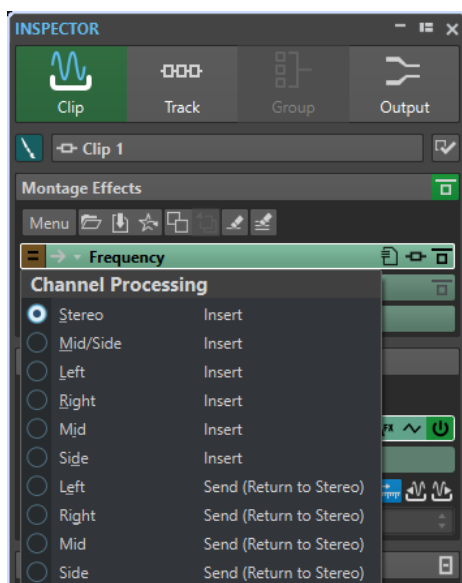 INSPECTOR
Clip Track Group Output
Clip 1
Montage Effects
Menu
Frequency
Channel Processing
Stereo Insert
Mid/Side Insert
Left Insert
Right Insert
Mid Insert
Side Insert
FX
Left Send (Return to Stereo)
Right Send (Return to Stereo)
Mid Send (Return to Stereo)
Side Send (Return to Stereo)